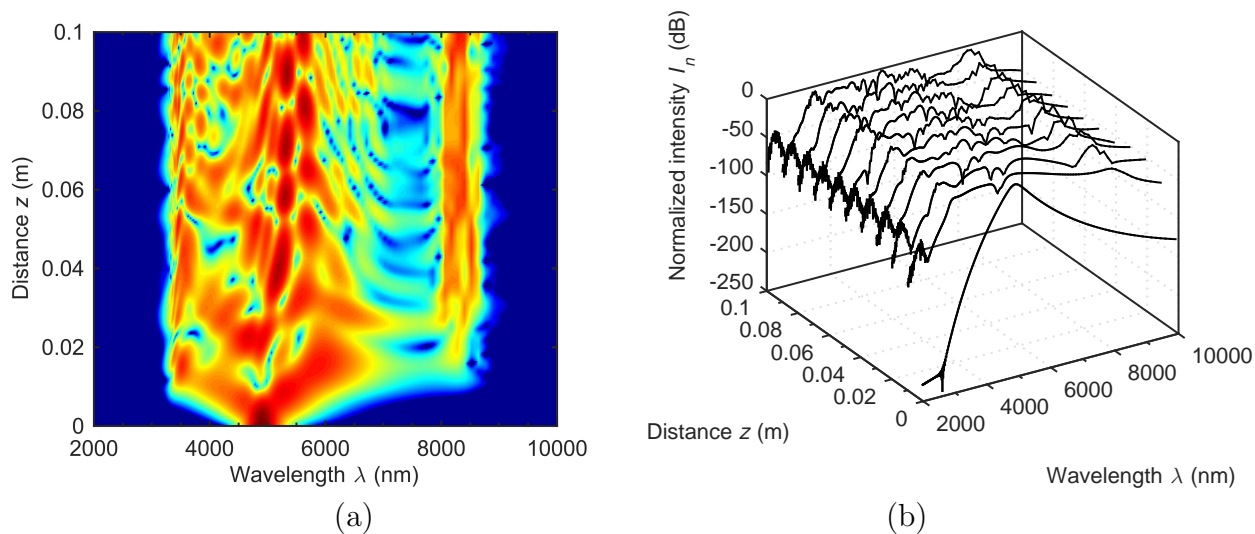 0.1
0.08
0.06
0.04
0.02
0
Distance z (m)
2000 4000 6000 8000 10000
Wavelength λ (nm)
(a)
Normalized intensity I_n (dB)
0
-50
-100
-150
-200
-250
0.1
0.08
0.06
0.04
0.02
0
Distance z (m)
2000
4000
6000
8000
10000
Wavelength λ (nm)
(b)